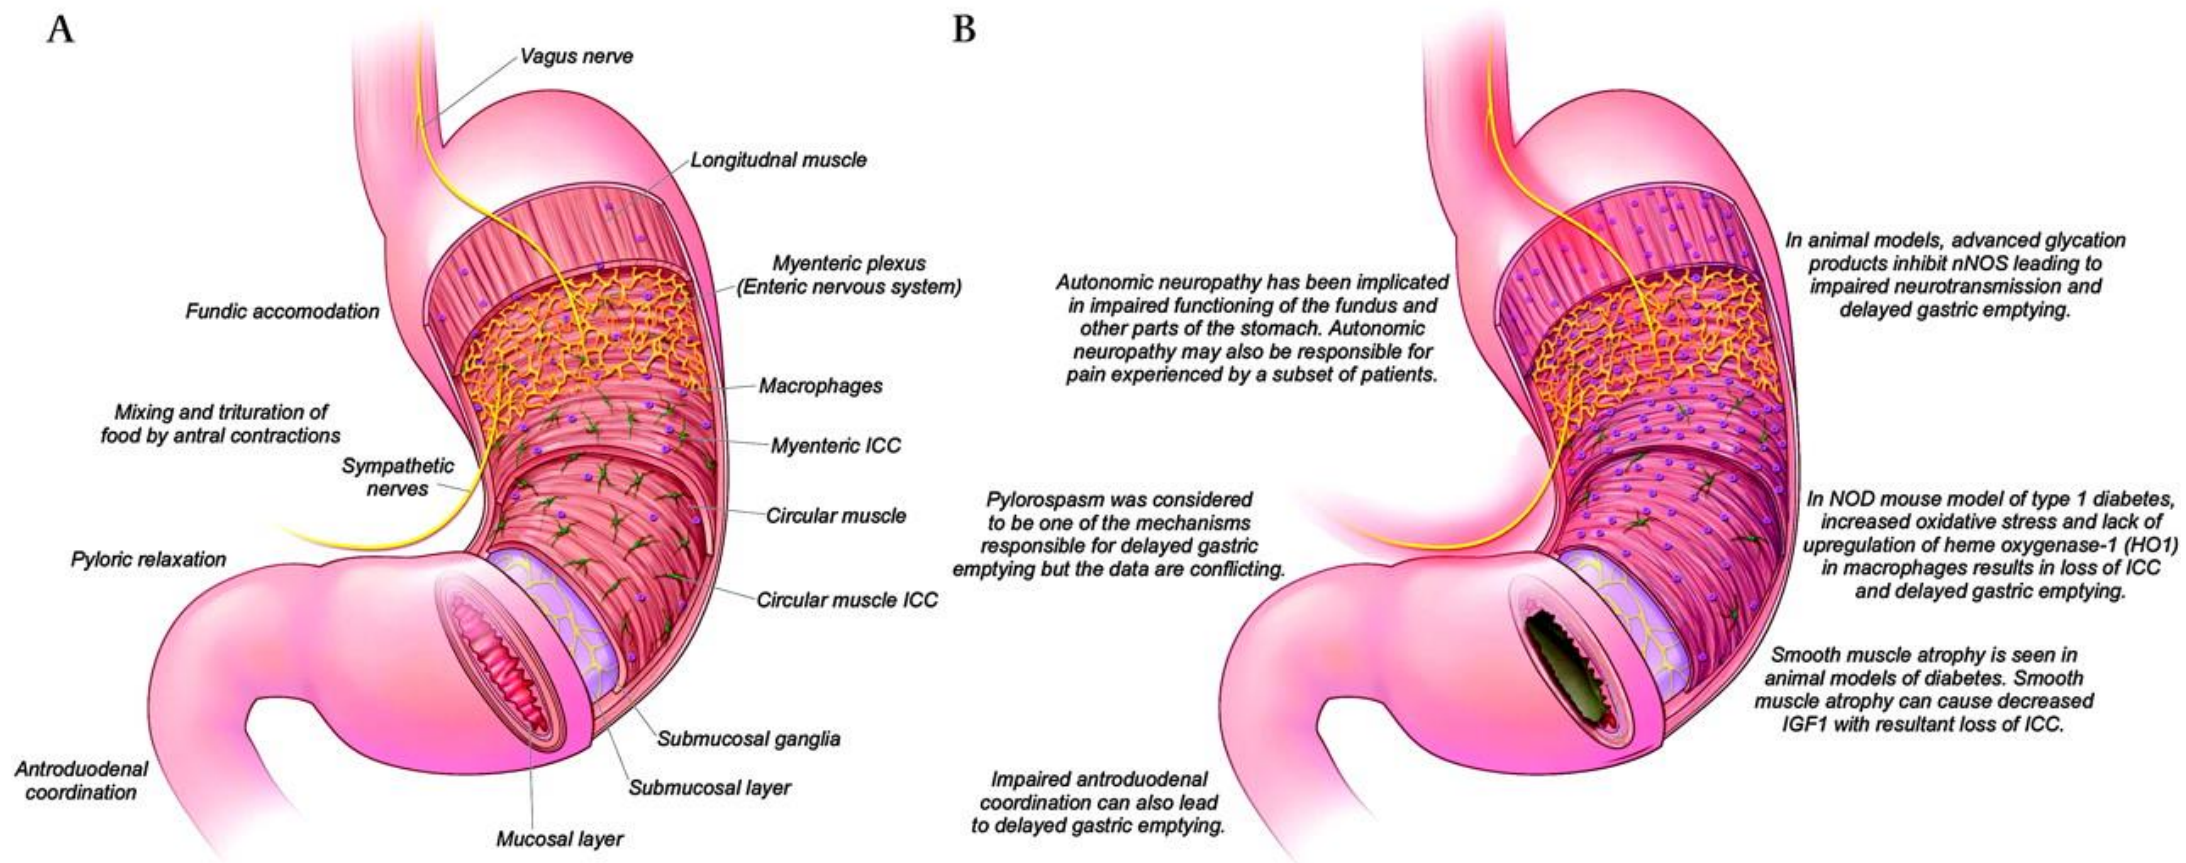 A
Vagus nerve
Longitudnal muscle
Myenteric plexus
(Enteric nervous system)
Fundic accomodation
Macrophages
Mixing and trituration of
food by antral contractions
Myenteric ICC
Sympathetic
nerves
Circular muscle
Pyloric relaxation
Circular muscle ICC
Submucosal ganglia
Antroduodenal
coordination
Submucosal layer
Mucosal layer
B
In animal models, advanced glycation
products inhibit nNOS leading to
impaired neurotransmission and
delayed gastric emptying.
Autonomic neuropathy has been implicated
in impaired functioning of the fundus and
other parts of the stomach. Autonomic
neuropathy may also be responsible for
pain experienced by a subset of patients.
Pylorospasm was considered
to be one of the mechanisms
responsible for delayed gastric
emptying but the data are conflicting.
In NOD mouse model of type 1 diabetes,
increased oxidative stress and lack of
upregulation of heme oxygenase-1 (HO1)
in macrophages results in loss of ICC
and delayed gastric emptying.
Smooth muscle atrophy is seen in
animal models of diabetes. Smooth
muscle atrophy can cause decreased
IGF1 with resultant loss of ICC.
Impaired antroduodenal
coordination can also lead
to delayed gastric emptying.